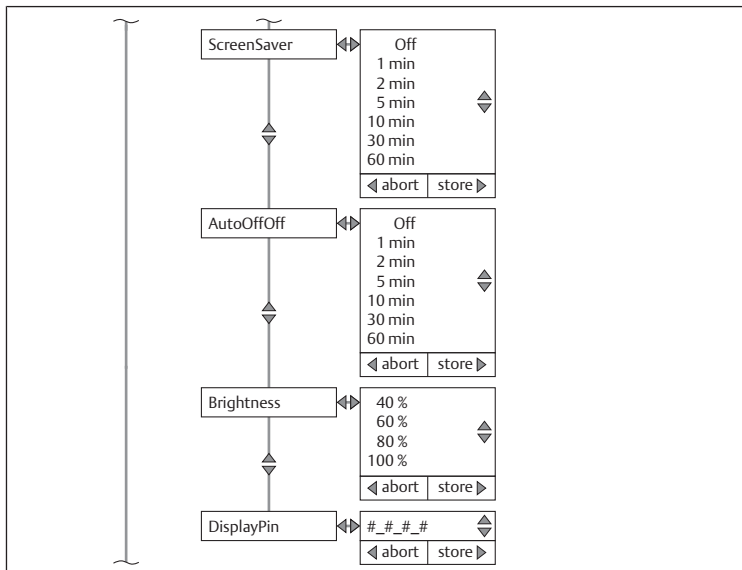 ScreenSaver
Off
1 min
2 min
5 min
10 min
30 min
60 min
abort store
AutoOffOff
Off
1 min
2 min
5 min
10 min
30 min
60 min
abort store
Brightness
40 %
60 %
80 %
100 %
abort store
DisplayPin
#_#_#_#
abort store